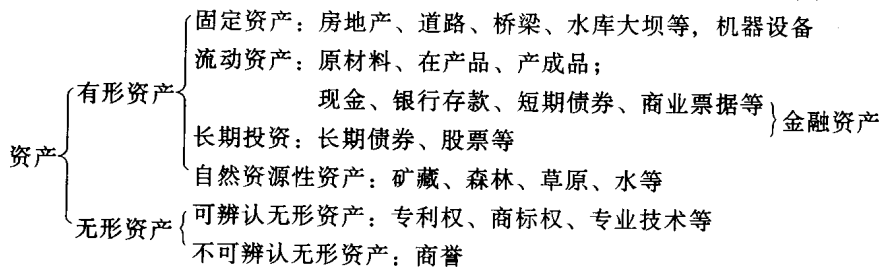 固定资产：房地产、道路、桥梁、水库大坝等，机器设备
流动资产：原材料、在产品、产成品；
有形资产
现金、银行存款、短期债券、商业票据等
金融资产
长期投资：长期债券、股票等
资产
自然资源性资产：矿藏、森林、草原、水等
可辨认无形资产：专利权、商标权、专业技术等
无形资产
不可辨认无形资产：商誉